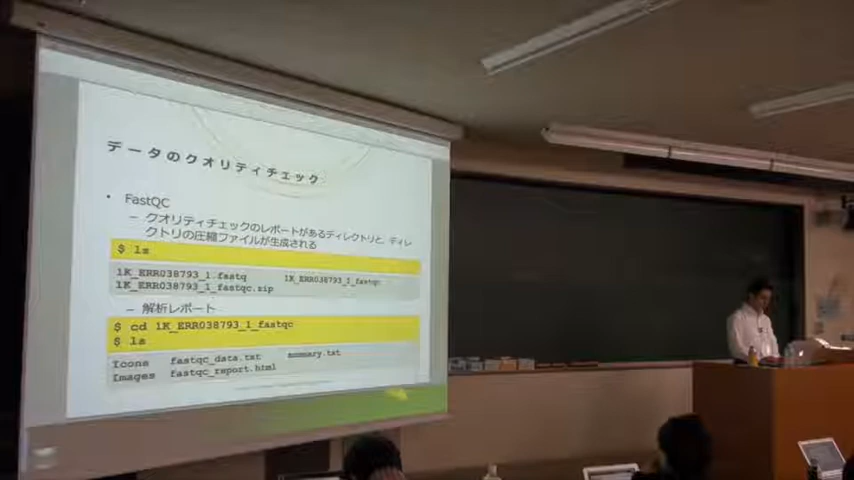 データのクオリティチェック
• FastQC
– クオリティチェックのレポートがあるディレクトリと、ディレ
クトリの圧縮ファイルが生成される
$ ls
1K_ERR038793_1.fastq 1K_ERR038793_1_fastqc
1K_ERR038793_1_fastqc.zip
– 解析レポート
$ cd 1K_ERR038793_1_fastqc
$ ls
Icons fastqc_data.txt summary.txt
Images fastqc_report.html